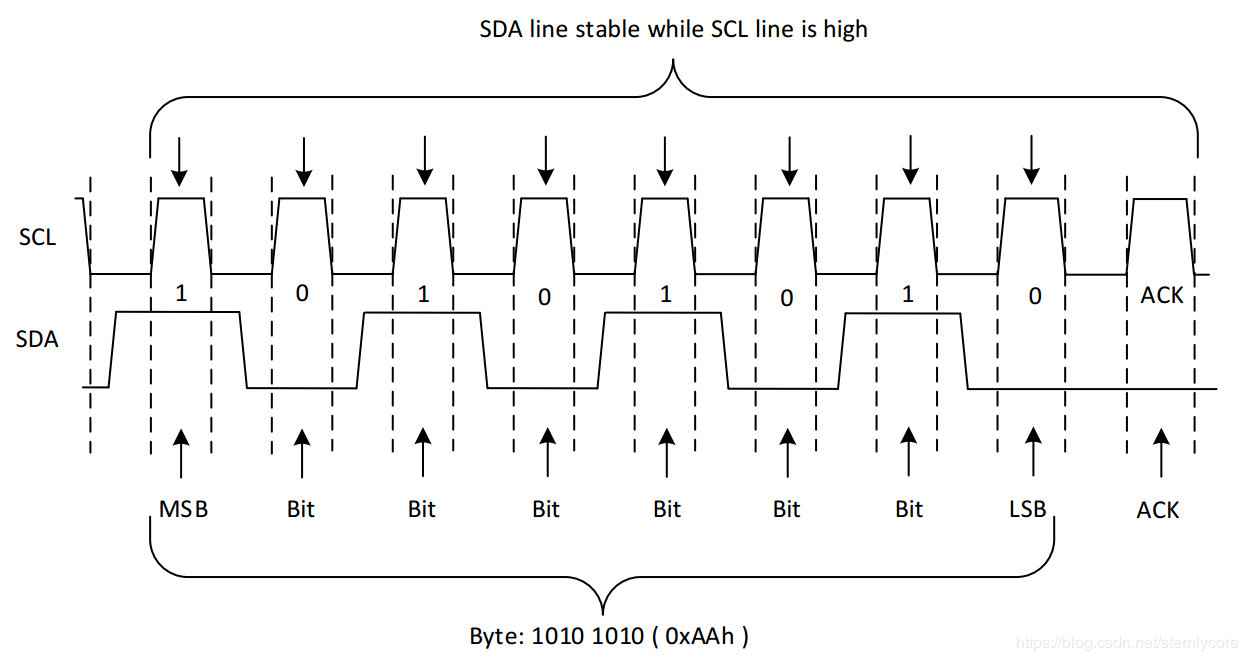 SDA line stable while SCL line is high
SCL
1 0 1 0 1 0 1 0 ACK
SDA
MSB Bit Bit Bit Bit Bit Bit LSB ACK
Byte: 1010 1010 ( 0xAAh )
https://blog.csdn.net/sternlycore